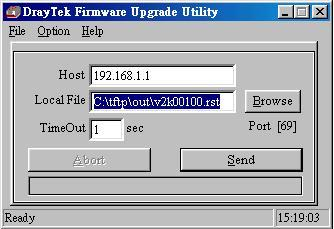 DrayTek Firmware Upgrade Utility
File Option Help
Host 192.168.1.1
Local File C:\tftp\out\v2k00100.rst Browse
TimeOut 1 sec Port [69]
Abort Send
Ready 15:19:03